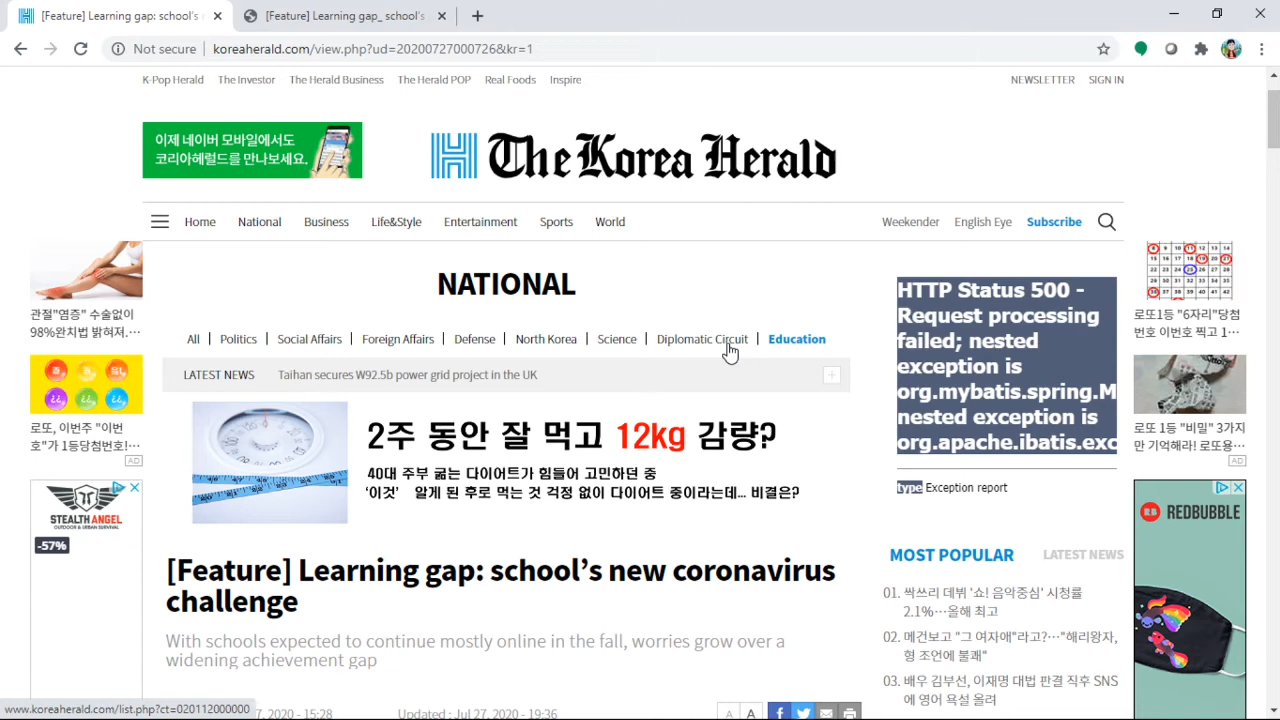 [Feature] Learning gap: school's
[Feature] Learning gap_ school's
Not secure
koreaherald.com/view.php?ud=20200727000726&kr=1
K-Pop Herald The Investor The Herald Business The Herald POP Real Foods Inspire
NEWSLETTER SIGN IN
이제 네이버 모바일에서도
코리아헤럴드를 만나보세요.
The Korea Herald
Home National Business Life&Style Entertainment Sports World
Weekender English Eye Subscribe
NATIONAL
All | Politics | Social Affairs | Foreign Affairs | Defense | North Korea | Science | Diplomatic Circuit | Education
LATEST NEWS Taihan secures W92.5b power grid project in the UK
2주 동안 잘 먹고 12kg 감량?
40대 주부 굶는 다이어트가 힘들어 고민하던 중
'이것' 알게 된 후로 먹는 것 걱정 없이 다이어트 중이라는데... 비결은?
[Feature] Learning gap: school's new coronavirus
challenge
With schools expected to continue mostly online in the fall, worries grow over a
widening achievement gap
7, 2020 - 15:28
Updated : Jul 27, 2020 - 19:36
A A
관절"염증" 수술없이
98%완치법 밝혀져....
로또, 이번주 "이번
호"가 1등당첨번호!...
AD
STEALTH ANGEL
OUTDOOR & URBAN SURVIVAL
-57%
HTTP Status 500 -
Request processing
failed; nested
exception is
org.mybatis.spring.M
nested exception is
org.apache.ibatis.exc
type Exception report
MOST POPULAR LATEST NEWS
01. 싹쓰리 데뷔 '쇼! 음악중심' 시청률
2.1%…올해 최고
02. 메건보고 "그 여자애"라고?…"해리왕자,
형 조언에 불쾌"
03. 배우 김부선, 이재명 대법 판결 직후 SNS
에 영어 욕설 올려
로또1등 "6자리"당첨
번호 이번호 찍고 1…
로또 1등 "비밀" 3가지
만 기억해라! 로또용…
AD
REDBUBBLE
www.koreaherald.com/list.php?ct=020112000000